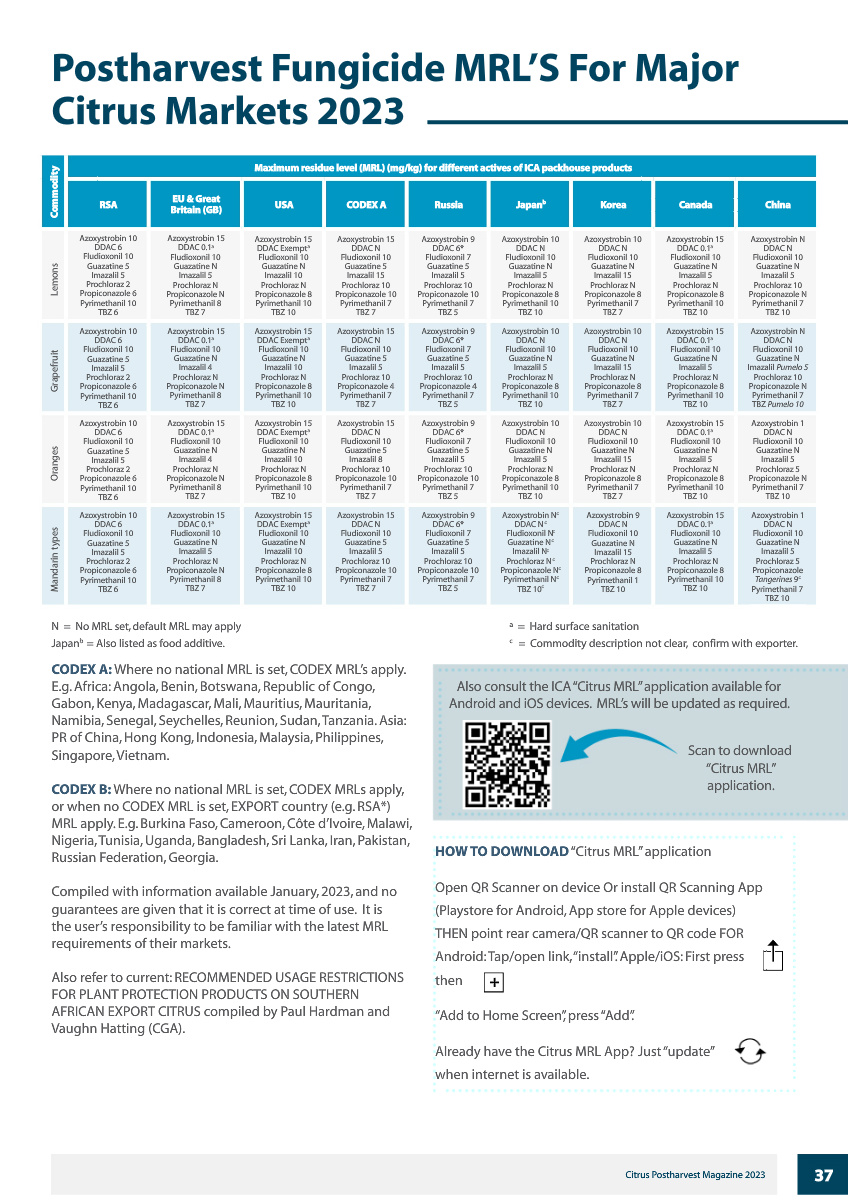 Postharvest Fungicide MRL'S For Major
Citrus Markets 2023
Commodity
Maximum residue level (MRL) (mg/kg) for different actives of ICA packhouse products
RSA
EU & Great
Britain (GB)
USA
CODEX A
Russia
Japanᵇ
Korea
Canada
China
Lemons
Azoxystrobin 10
DDAC 6
Fludioxonil 10
Guazatine 5
Imazalil 5
Prochloraz 2
Propiconazole 6
Pyrimethanil 10
TBZ 6
Azoxystrobin 15
DDAC 0.1ᵃ
Fludioxonil 10
Guazatine N
Imazalil 5
Prochloraz N
Propiconazole N
Pyrimethanil 8
TBZ 7
Azoxystrobin 15
DDAC Exemptᵃ
Fludioxonil 10
Guazatine N
Imazalil 10
Prochloraz N
Propiconazole 8
Pyrimethanil 10
TBZ 10
Azoxystrobin 15
DDAC N
Fludioxonil 10
Guazatine 5
Imazalil 15
Prochloraz 10
Propiconazole 10
Pyrimethanil 7
TBZ 7
Azoxystrobin 9
DDAC 6*
Fludioxonil 7
Guazatine 5
Imazalil 5
Prochloraz 10
Propiconazole 10
Pyrimethanil 7
TBZ 5
Azoxystrobin 10
DDAC N
Fludioxonil 10
Guazatine N
Imazalil 5
Prochloraz N
Propiconazole 8
Pyrimethanil 10
TBZ 10
Azoxystrobin 10
DDAC N
Fludioxonil 10
Guazatine N
Imazalil 15
Prochloraz N
Propiconazole 8
Pyrimethanil 7
TBZ 7
Azoxystrobin 15
DDAC 0.1ᵃ
Fludioxonil 10
Guazatine N
Imazalil 5
Prochloraz N
Propiconazole 8
Pyrimethanil 10
TBZ 10
Azoxystrobin N
DDAC N
Fludioxonil 10
Guazatine N
Imazalil 5
Prochloraz 10
Propiconazole N
Pyrimethanil 7
TBZ 10
Grapefruit
Azoxystrobin 10
DDAC 6
Fludioxonil 10
Guazatine 5
Imazalil 5
Prochloraz 2
Propiconazole 6
Pyrimethanil 10
TBZ 6
Azoxystrobin 15
DDAC 0.1ᵃ
Fludioxonil 10
Guazatine N
Imazalil 4
Prochloraz N
Propiconazole N
Pyrimethanil 8
TBZ 7
Azoxystrobin 15
DDAC Exemptᵃ
Fludioxonil 10
Guazatine N
Imazalil 10
Prochloraz N
Propiconazole 8
Pyrimethanil 10
TBZ 10
Azoxystrobin 15
DDAC N
Fludioxonil 10
Guazatine 5
Imazalil 8
Prochloraz 10
Propiconazole 4
Pyrimethanil 7
TBZ 7
Azoxystrobin 9
DDAC 6*
Fludioxonil 7
Guazatine 5
Imazalil 5
Prochloraz 10
Propiconazole 4
Pyrimethanil 7
TBZ 5
Azoxystrobin 10
DDAC N
Fludioxonil 10
Guazatine N
Imazalil 5
Prochloraz N
Propiconazole 8
Pyrimethanil 10
TBZ 10
Azoxystrobin 10
DDAC N
Fludioxonil 10
Guazatine N
Imazalil 15
Prochloraz N
Propiconazole 8
Pyrimethanil 7
TBZ 7
Azoxystrobin 15
DDAC 0.1ᵃ
Fludioxonil 10
Guazatine N
Imazalil 5
Prochloraz N
Propiconazole 8
Pyrimethanil 10
TBZ 10
Azoxystrobin N
DDAC N
Fludioxonil 10
Guazatine N
Imazalil Pumelo 5
Prochloraz 10
Propiconazole N
Pyrimethanil 7
TBZ Pumelo 10
Oranges
Azoxystrobin 10
DDAC 6
Fludioxonil 10
Guazatine 5
Imazalil 5
Prochloraz 2
Propiconazole 6
Pyrimethanil 10
TBZ 6
Azoxystrobin 15
DDAC 0.1ᵃ
Fludioxonil 10
Guazatine N
Imazalil 4
Prochloraz N
Propiconazole N
Pyrimethanil 8
TBZ 7
Azoxystrobin 15
DDAC Exemptᵃ
Fludioxonil 10
Guazatine N
Imazalil 10
Prochloraz N
Propiconazole 8
Pyrimethanil 10
TBZ 10
Azoxystrobin 15
DDAC N
Fludioxonil 10
Guazatine 5
Imazalil 8
Prochloraz 10
Propiconazole 10
Pyrimethanil 7
TBZ 7
Azoxystrobin 9
DDAC 6*
Fludioxonil 7
Guazatine 5
Imazalil 5
Prochloraz 10
Propiconazole 10
Pyrimethanil 7
TBZ 5
Azoxystrobin 10
DDAC N
Fludioxonil 10
Guazatine N
Imazalil 5
Prochloraz N
Propiconazole 8
Pyrimethanil 10
TBZ 10
Azoxystrobin 10
DDAC N
Fludioxonil 10
Guazatine N
Imazalil 15
Prochloraz N
Propiconazole 8
Pyrimethanil 7
TBZ 7
Azoxystrobin 15
DDAC 0.1ᵃ
Fludioxonil 10
Guazatine N
Imazalil 5
Prochloraz N
Propiconazole 8
Pyrimethanil 10
TBZ 10
Azoxystrobin 1
DDAC N
Fludioxonil 10
Guazatine N
Imazalil 5
Prochloraz 5
Propiconazole N
Pyrimethanil 7
TBZ 10
Mandarin types
Azoxystrobin 10
DDAC 6
Fludioxonil 10
Guazatine 5
Imazalil 5
Prochloraz 2
Propiconazole 6
Pyrimethanil 10
TBZ 6
Azoxystrobin 15
DDAC 0.1ᵃ
Fludioxonil 10
Guazatine N
Imazalil 5
Prochloraz N
Propiconazole N
Pyrimethanil 8
TBZ 7
Azoxystrobin 15
DDAC Exemptᵃ
Fludioxonil 10
Guazatine N
Imazalil 10
Prochloraz N
Propiconazole 8
Pyrimethanil 10
TBZ 10
Azoxystrobin 15
DDAC N
Fludioxonil 10
Guazatine 5
Imazalil 8
Prochloraz 10
Propiconazole 10
Pyrimethanil 7
TBZ 7
Azoxystrobin 9
DDAC 6*
Fludioxonil 7
Guazatine 5
Imazalil 5
Prochloraz 10
Propiconazole 10
Pyrimethanil 7
TBZ 5
Azoxystrobin Nᶜ
DDAC Nᶜ
Fludioxonil Nᶜ
Guazatine Nᶜ
Imazalil Nᶜ
Prochloraz Nᶜ
Propiconazole Nᶜ
Pyrimethanil Nᶜ
TBZ 10ᶜ
Azoxystrobin 9
DDAC N
Fludioxonil 10
Guazatine N
Imazalil 15
Prochloraz N
Propiconazole 8
Pyrimethanil 1
TBZ 10
Azoxystrobin 15
DDAC 0.1ᵃ
Fludioxonil 10
Guazatine N
Imazalil 5
Prochloraz N
Propiconazole 8
Pyrimethanil 10
TBZ 10
Azoxystrobin 1
DDAC N
Fludioxonil 10
Guazatine N
Imazalil 5
Prochloraz 5
Propiconazole
Tangerines 9ᶜ
Pyrimethanil 7
TBZ 10
N = No MRL set, default MRL may apply
Japanᵇ = Also listed as food additive.
ᵃ = Hard surface sanitation
ᶜ = Commodity description not clear, confirm with exporter.
CODEX A: Where no national MRL is set, CODEX MRL's apply.
E.g. Africa: Angola, Benin, Botswana, Republic of Congo,
Gabon, Kenya, Madagascar, Mali, Mauritius, Mauritania,
Namibia, Senegal, Seychelles, Reunion, Sudan, Tanzania. Asia:
PR of China, Hong Kong, Indonesia, Malaysia, Philippines,
Singapore, Vietnam.
CODEX B: Where no national MRL is set, CODEX MRLs apply,
or when no CODEX MRL is set, EXPORT country (e.g. RSA*)
MRL apply. E.g. Burkina Faso, Cameroon, Côte d'Ivoire, Malawi,
Nigeria, Tunisia, Uganda, Bangladesh, Sri Lanka, Iran, Pakistan,
Russian Federation, Georgia.
Compiled with information available January, 2023, and no
guarantees are given that it is correct at time of use. It is
the user's responsibility to be familiar with the latest MRL
requirements of their markets.
Also refer to current: RECOMMENDED USAGE RESTRICTIONS
FOR PLANT PROTECTION PRODUCTS ON SOUTHERN
AFRICAN EXPORT CITRUS compiled by Paul Hardman and
Vaughn Hatting (CGA).
Also consult the ICA "Citrus MRL" application available for
Android and iOS devices. MRL's will be updated as required.
Scan to download
"Citrus MRL"
application.
HOW TO DOWNLOAD "Citrus MRL" application
Open QR Scanner on device Or install QR Scanning App
(Playstore for Android, App store for Apple devices)
THEN point rear camera/QR scanner to QR code FOR
Android: Tap/open link, "install". Apple/iOS: First press
then
"Add to Home Screen", press "Add".
Already have the Citrus MRL App? Just "update"
when internet is available.
Citrus Postharvest Magazine 2023
37